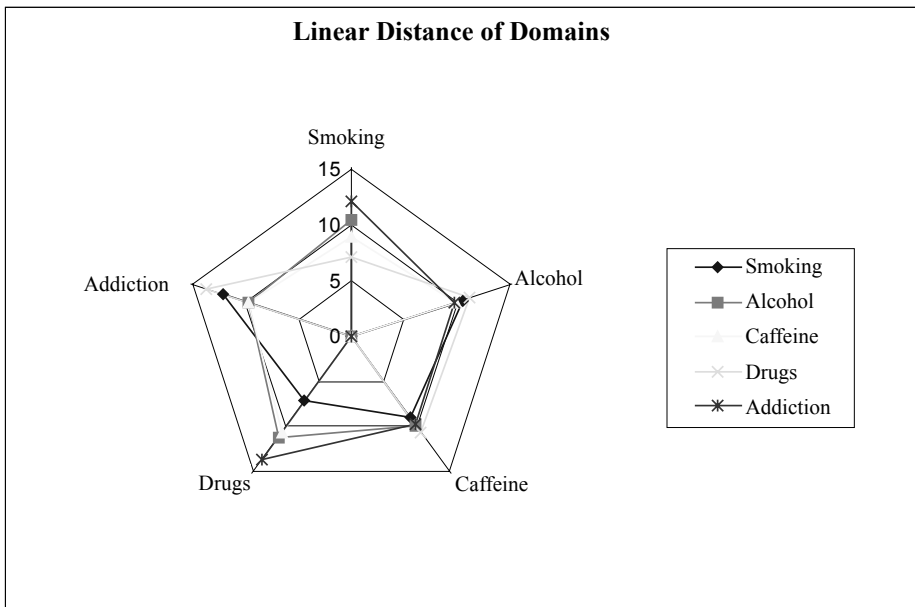 Linear Distance of Domains
Smoking
15
10
5
0
Alcohol
Caffeine
Drugs
Addiction
Smoking
Alcohol
Caffeine
Drugs
Addiction